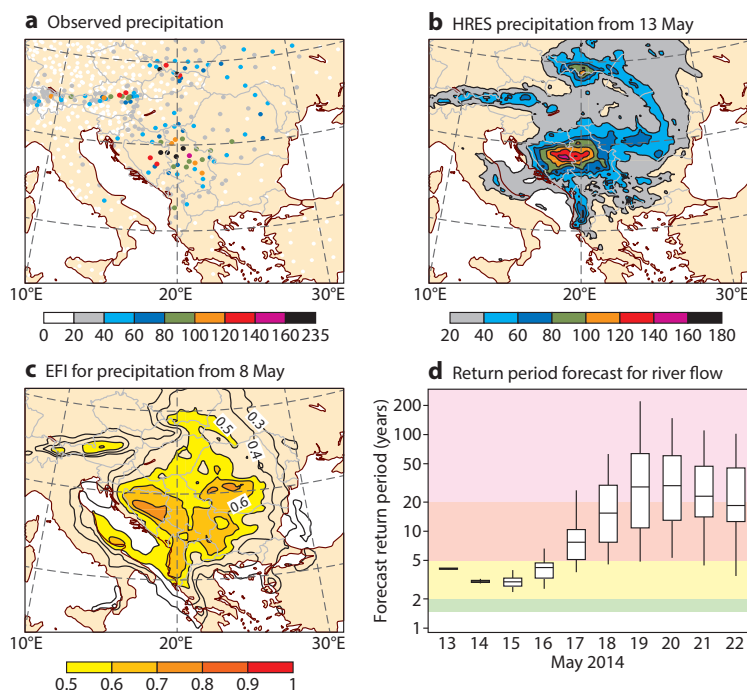 a Observed precipitation
10°E 20°E 30°E
0 20 40 60 80 100 120 140 160 235
b HRES precipitation from 13 May
10°E 20°E 30°E
20 40 60 80 100 120 140 160 180
c EFI for precipitation from 8 May
0.3
0.5
0.4
0.6
10°E 20°E 30°E
0.5 0.6 0.7 0.8 0.9 1
d Return period forecast for river flow
Forecast return period (years)
200
100
50
20
10
5
2
1
13 14 15 16 17 18 19 20 21 22
May 2014